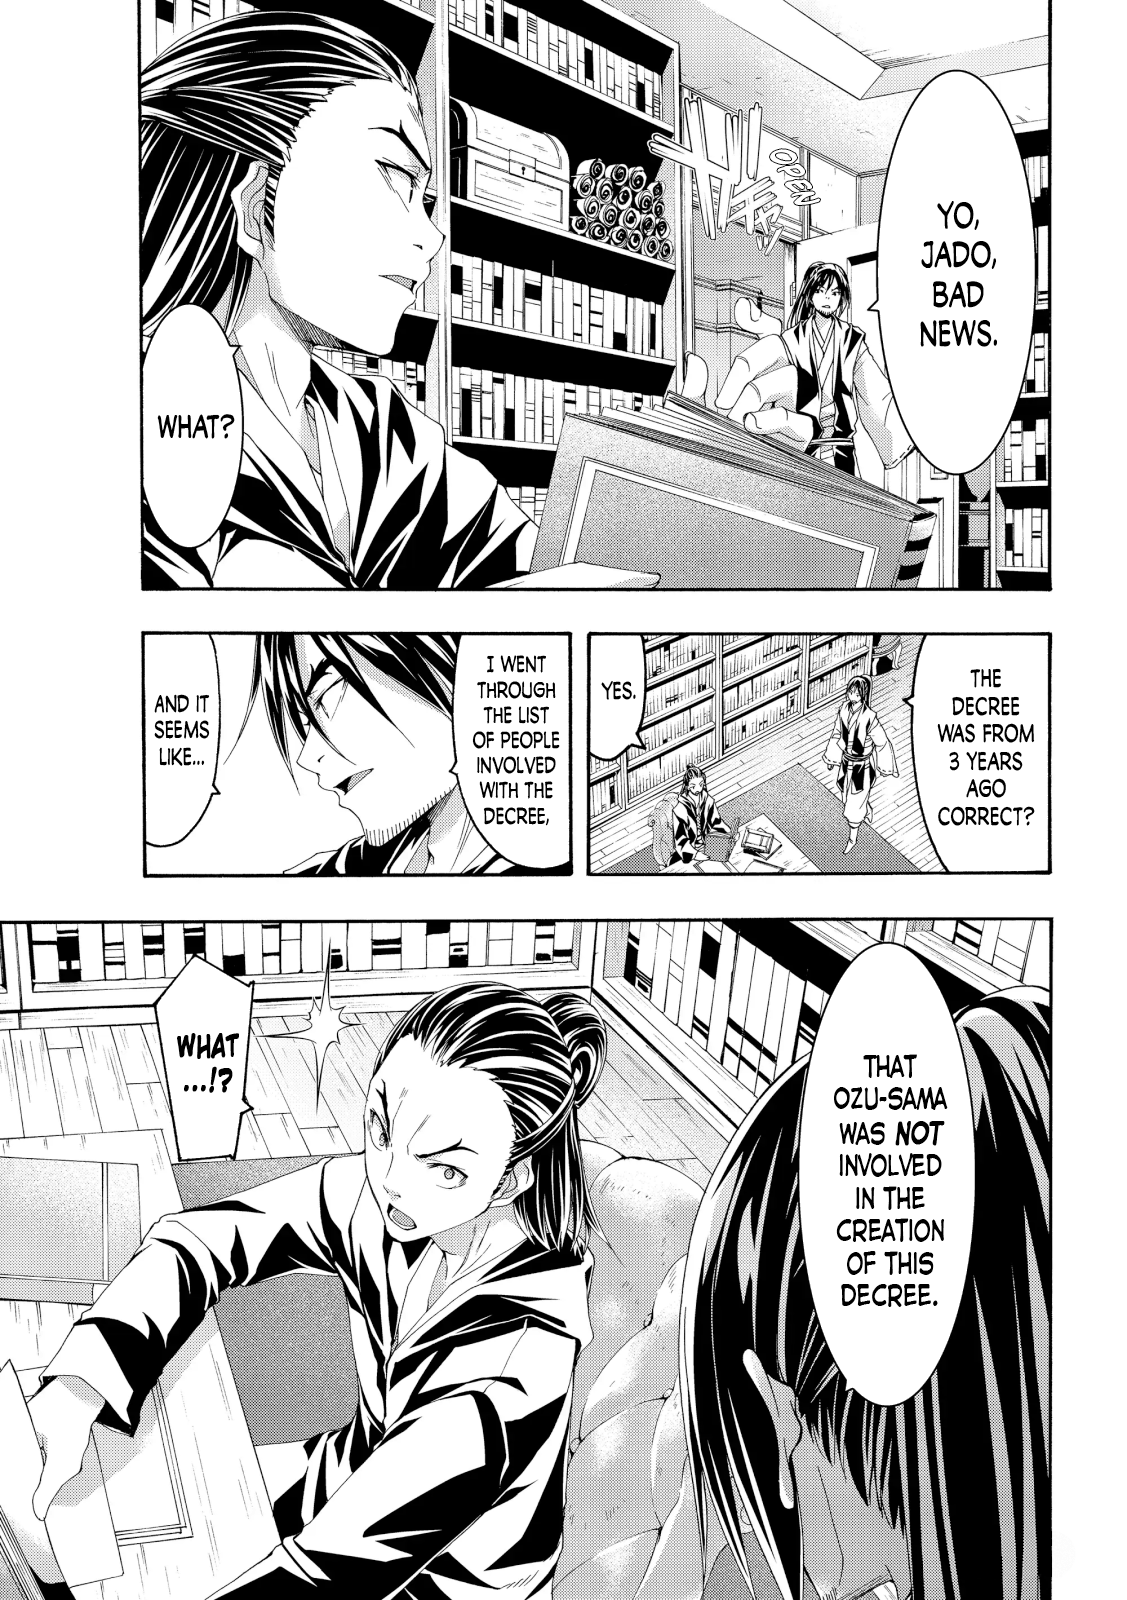 YO,
JADO,
BAD
NEWS.
OPEN
WHAT?
THE
DECREE
WAS FROM
3 YEARS
AGO
CORRECT?
YES.
I WENT
THROUGH
THE LIST
OF PEOPLE
INVOLVED
WITH THE
DECREE,
AND IT
SEEMS
LIKE...
THAT
OZU-SAMA
WAS NOT
INVOLVED
IN THE
CREATION
OF THIS
DECREE.
WHAT
...!?